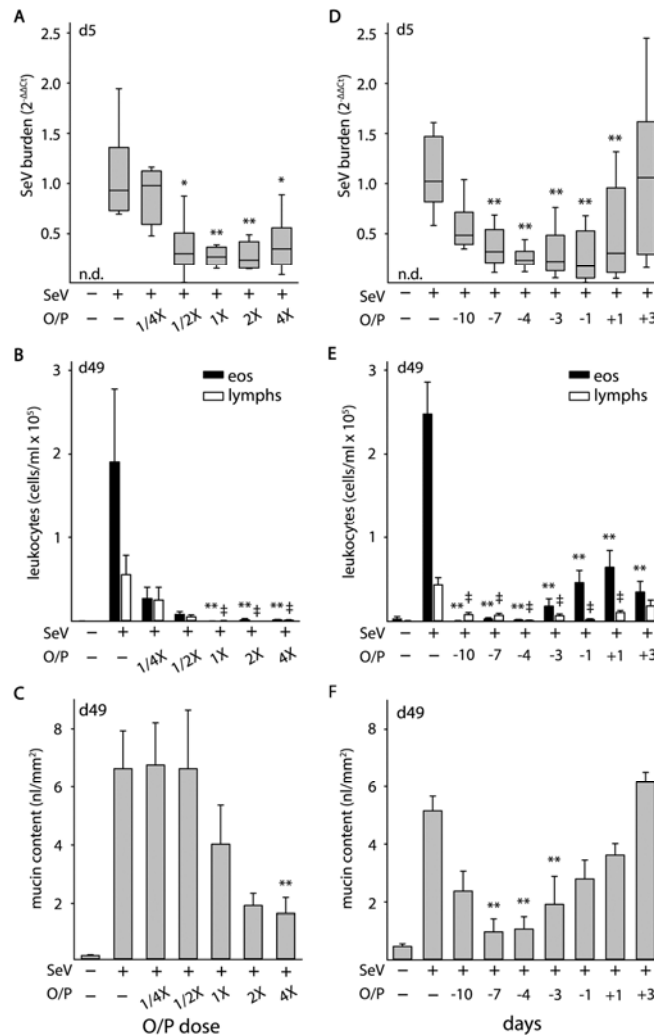 A
d5
SeV burden (2^-ΔΔCt)
2.5
2.0
1.5
1.0
0.5
n.d.
* ** ** *
SeV – + + + + + +
O/P – – 1/4X 1/2X 1X 2X 4X
D
d5
SeV burden (2^-ΔΔCt)
2.5
2.0
1.5
1.0
0.5
n.d.
** ** ** ** **
SeV – + + + + + + + +
O/P – – -10 -7 -4 -3 -1 +1 +3
B
d49
eos
lymphs
leukocytes (cells/ml x 10⁵)
3
2
1
**‡ **‡ **‡
SeV – + + + + + +
O/P – – 1/4X 1/2X 1X 2X 4X
E
d49
eos
lymphs
leukocytes (cells/ml x 10⁵)
3
2
1
**‡ **‡ **‡ **‡ **‡ **‡ **
SeV – + + + + + + + +
O/P – – -10 -7 -4 -3 -1 +1 +3
C
d49
mucin content (nl/mm²)
8
6
4
2
**
SeV – + + + + + +
O/P – – 1/4X 1/2X 1X 2X 4X
O/P dose
F
d49
mucin content (nl/mm²)
8
6
4
2
** ** **
SeV – + + + + + + + +
O/P – – -10 -7 -4 -3 -1 +1 +3
days